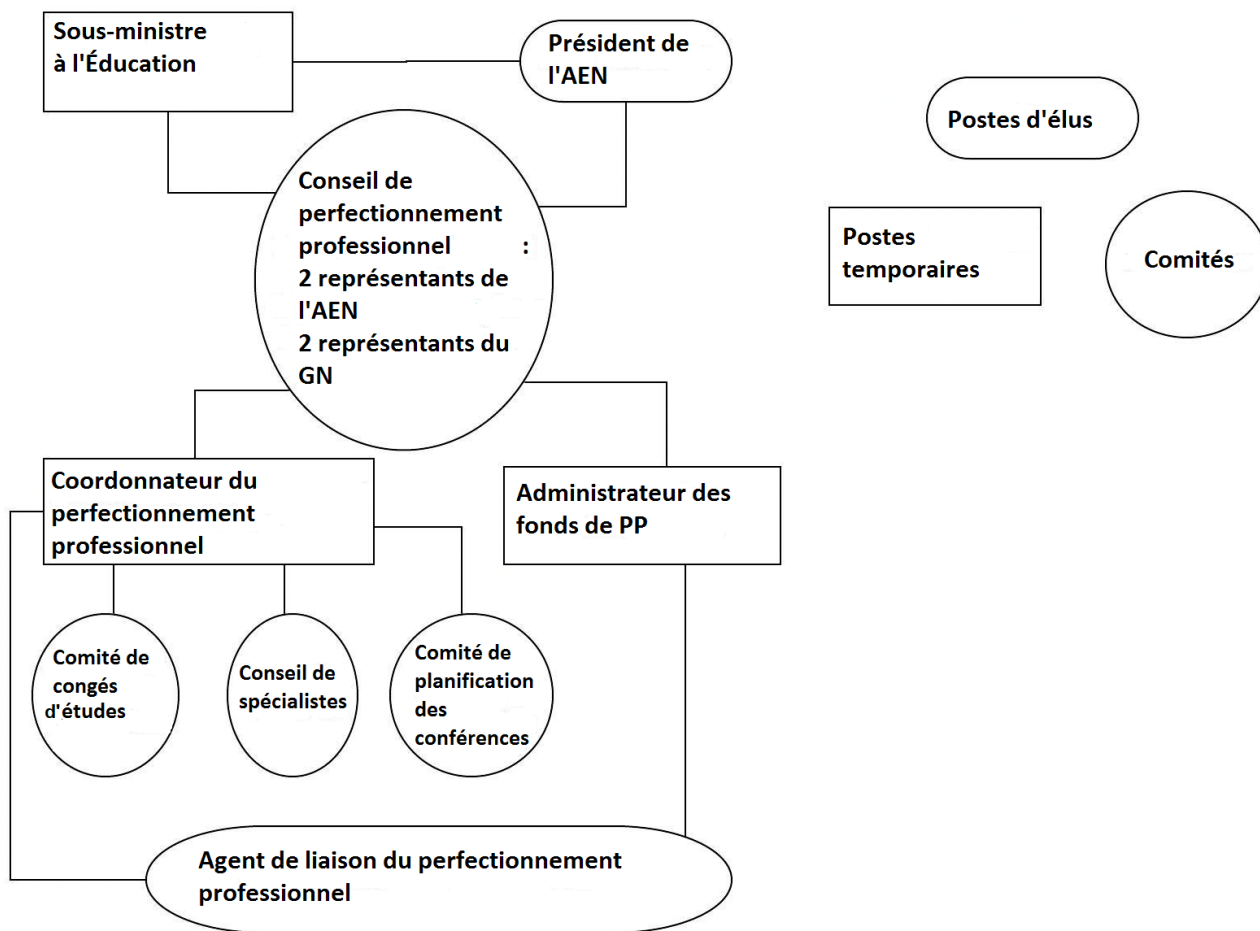 Sous-ministre
à l'Éducation
Président de
l'AEN
Postes d'élus
Conseil de
perfectionnement
professionnel :
2 représentants de
l'AEN
2 représentants du
GN
Postes
temporaires
Comités
Coordonnateur du
perfectionnement
professionnel
Administrateur des
fonds de PP
Comité de
congés
d'études
Conseil de
spécialistes
Comité de
planification
des
conférences
Agent de liaison du perfectionnement
professionnel